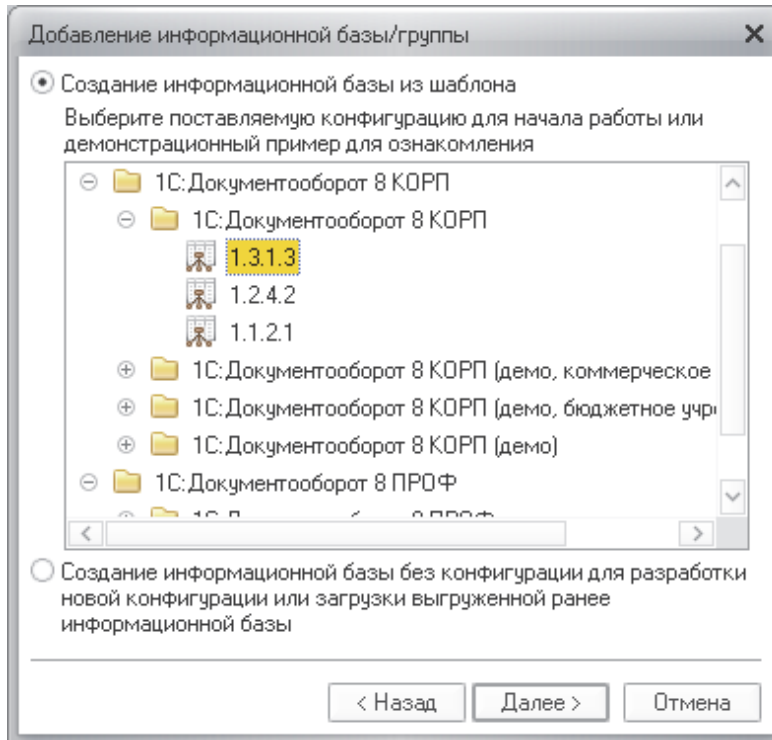 Добавление информационной базы/группы
Создание информационной базы из шаблона
Выберите поставляемую конфигурацию для начала работы или
демонстрационный пример для ознакомления
1С:Документооборот 8 КОРП
1С:Документооборот 8 КОРП
1.3.1.3
1.2.4.2
1.1.2.1
1С:Документооборот 8 КОРП (демо, коммерческое
1С:Документооборот 8 КОРП (демо, бюджетное учр
1С:Документооборот 8 КОРП (демо)
1С:Документооборот 8 ПРОФ
Создание информационной базы без конфигурации для разработки
новой конфигурации или загрузки выгруженной ранее
информационной базы
< Назад Далее > Отмена